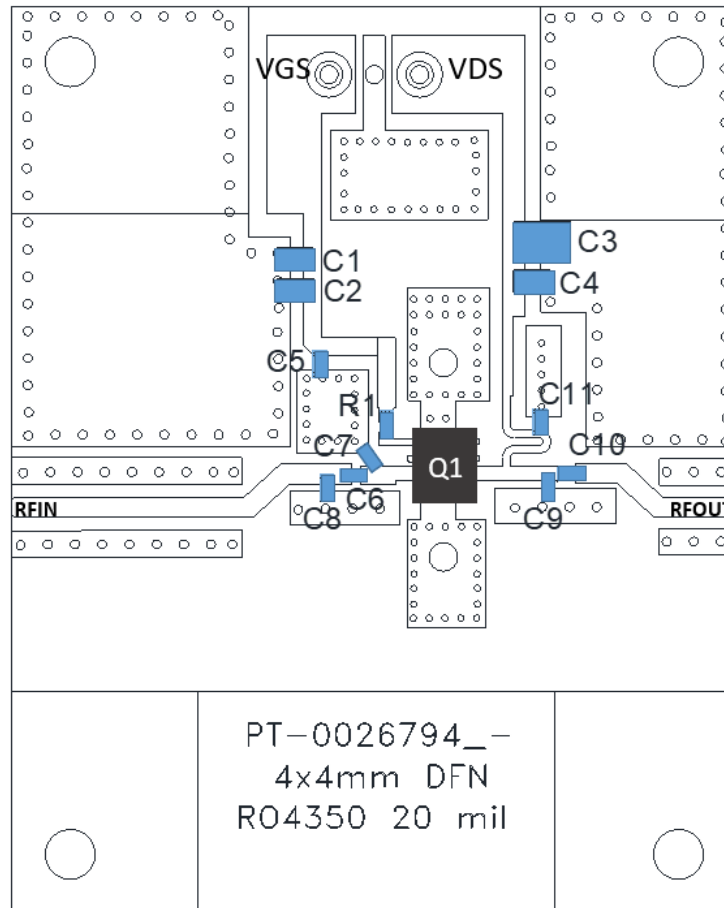 VGS VDS
C1
C2
C3
C4
C5
R1
C11
C7
C10
Q1
C6
RFIN
C8
C9
RFOUT
PT-0026794_-
4x4mm DFN
RO4350 20 mil